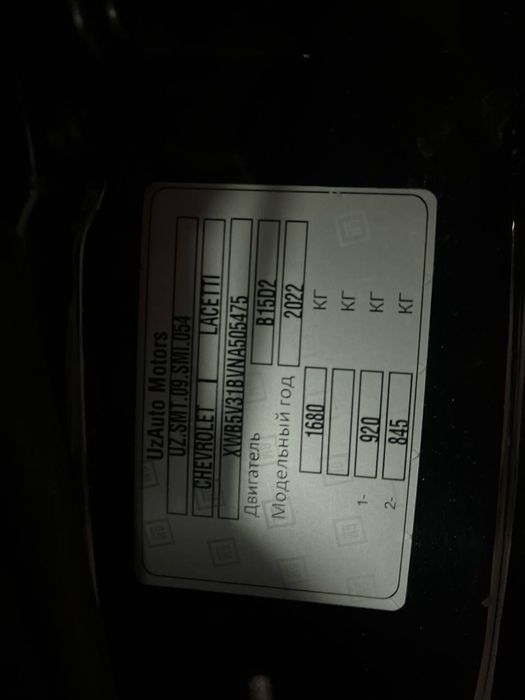 UzAuto Motors
UZ.SMT.09.SMI.054
CHEVROLET LACETTI
XWB5V31BVNA505475
Двигатель B15D2
Модельный год 2022
1680 КГ
КГ
1- 920 КГ
2- 845 КГ